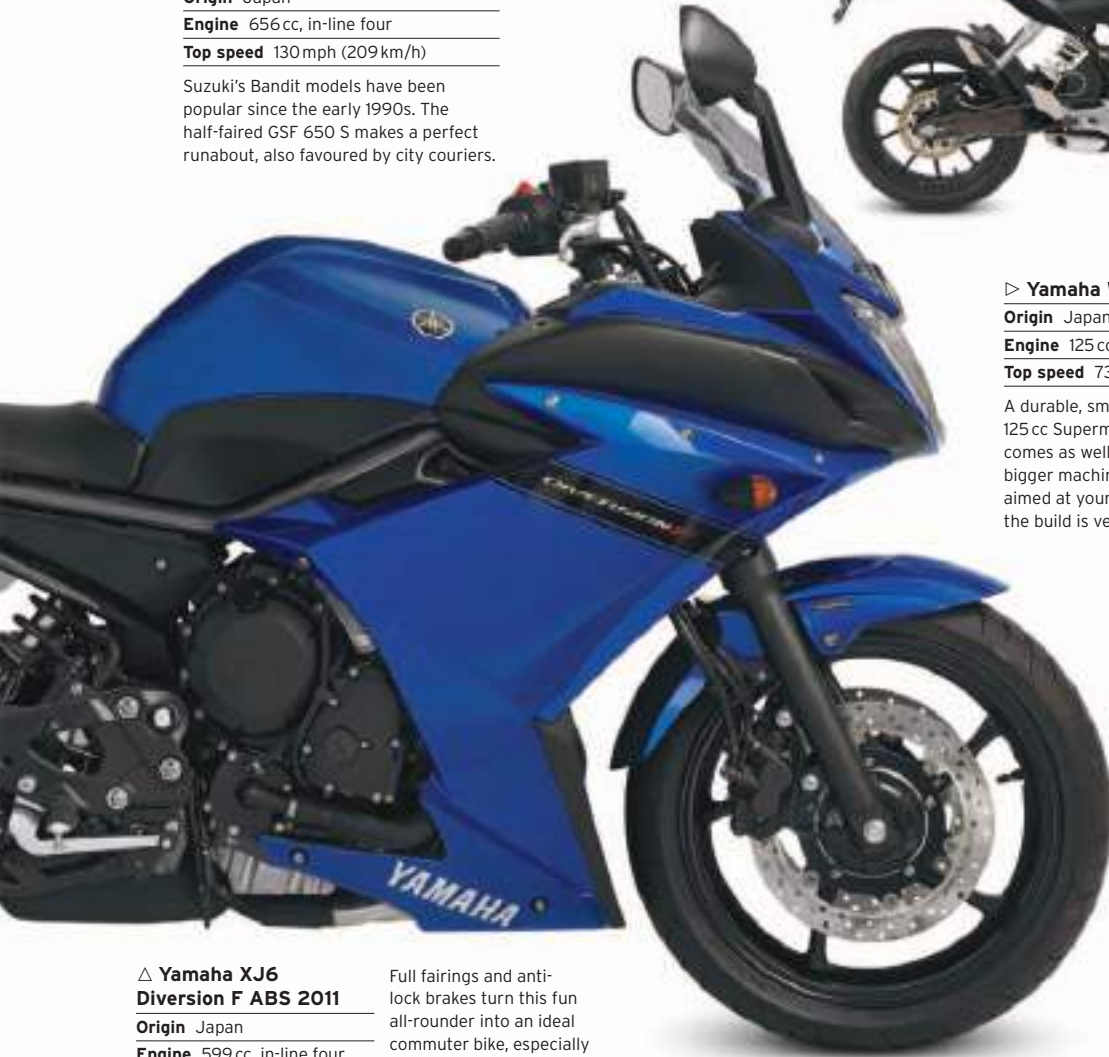 Origin Japan
Engine 656 cc, in-line four
Top speed 130 mph (209 km/h)
Suzuki's Bandit models have been
popular since the early 1990s. The
half-faired GSF 650 S makes a perfect
runabout, also favoured by city couriers.
▷ Yamaha
Origin Japan
Engine 125 cc
Top speed 73
A durable, sm
125 cc Superm
comes as well
bigger machin
aimed at your
the build is ve
DIVERSION
YAMAHA
△ Yamaha XJ6
Diversion F ABS 2011
Origin Japan
Engine 599 cc, in-line four
Full fairings and anti-
lock brakes turn this fun
all-rounder into an ideal
commuter bike, especially